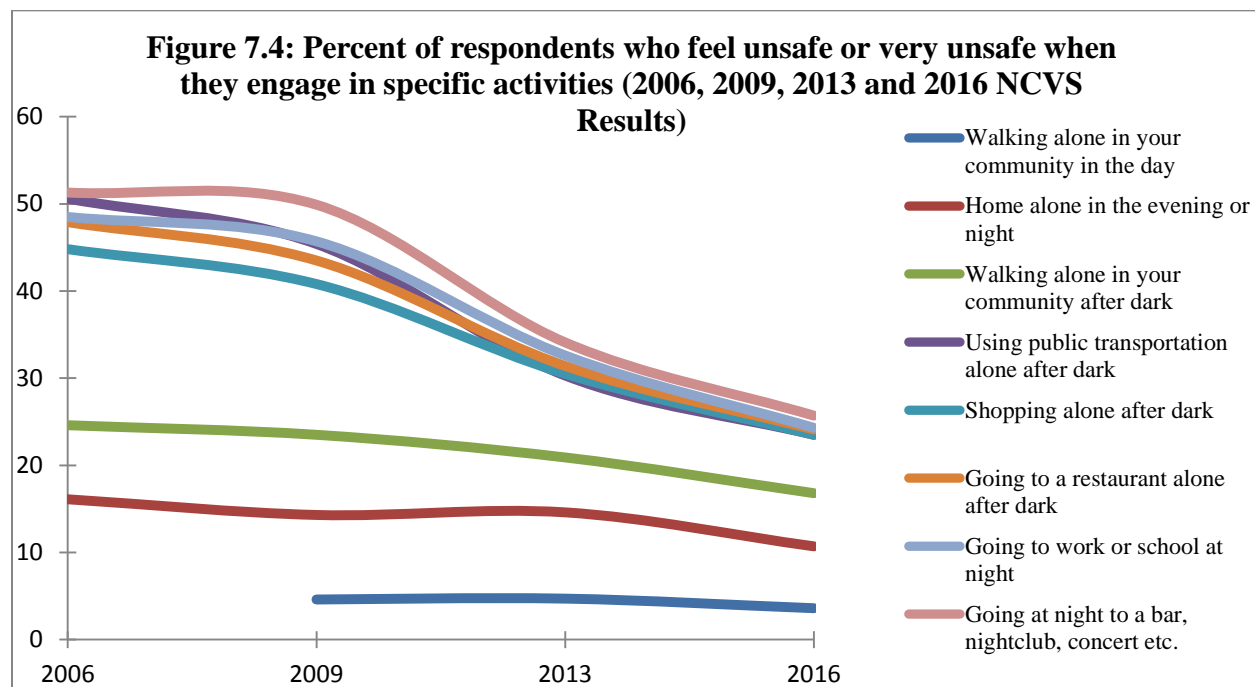 Figure 7.4: Percent of respondents who feel unsafe or very unsafe when
they engage in specific activities (2006, 2009, 2013 and 2016 NCVS
Results)
60
50
40
30
20
10
0
2006
2009
2013
2016
Walking alone in your
community in the day
Home alone in the evening or
night
Walking alone in your
community after dark
Using public transportation
alone after dark
Shopping alone after dark
Going to a restaurant alone
after dark
Going to work or school at
night
Going at night to a bar,
nightclub, concert etc.